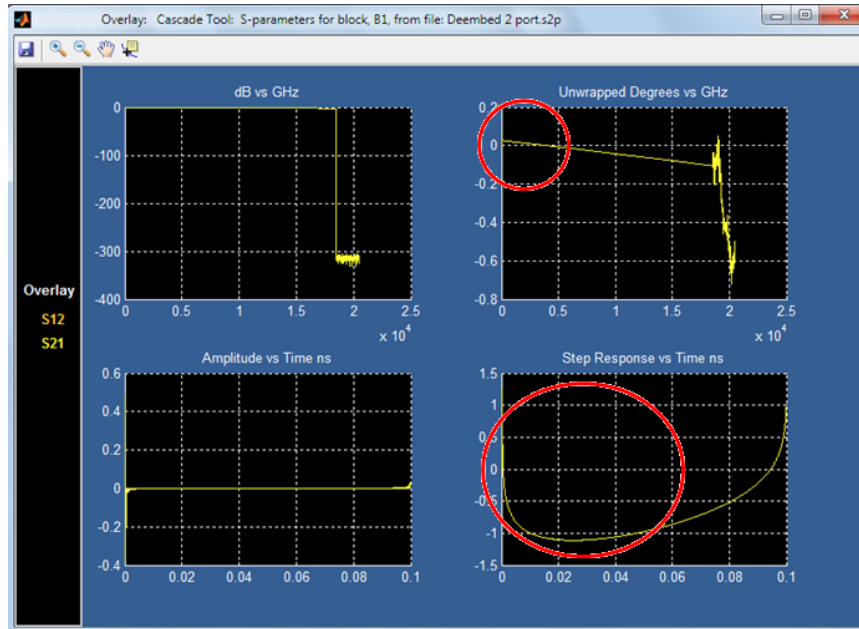 Overlay: Cascade Tool: S-parameters for block, B1, from file: Deembed 2 port.s2p
dB vs GHz
0
-100
-200
-300
-400
0 0.5 1 1.5 2 2.5
x 10^4
Unwrapped Degrees vs GHz
0.2
0
-0.2
-0.4
-0.6
-0.8
0 0.5 1 1.5 2 2.5
x 10^4
Overlay
S12
S21
Amplitude vs Time ns
0.6
0.4
0.2
0
-0.2
-0.4
0 0.02 0.04 0.06 0.08 0.1
Step Response vs Time ns
1.5
1
0.5
0
-0.5
-1
-1.5
0 0.02 0.04 0.06 0.08 0.1